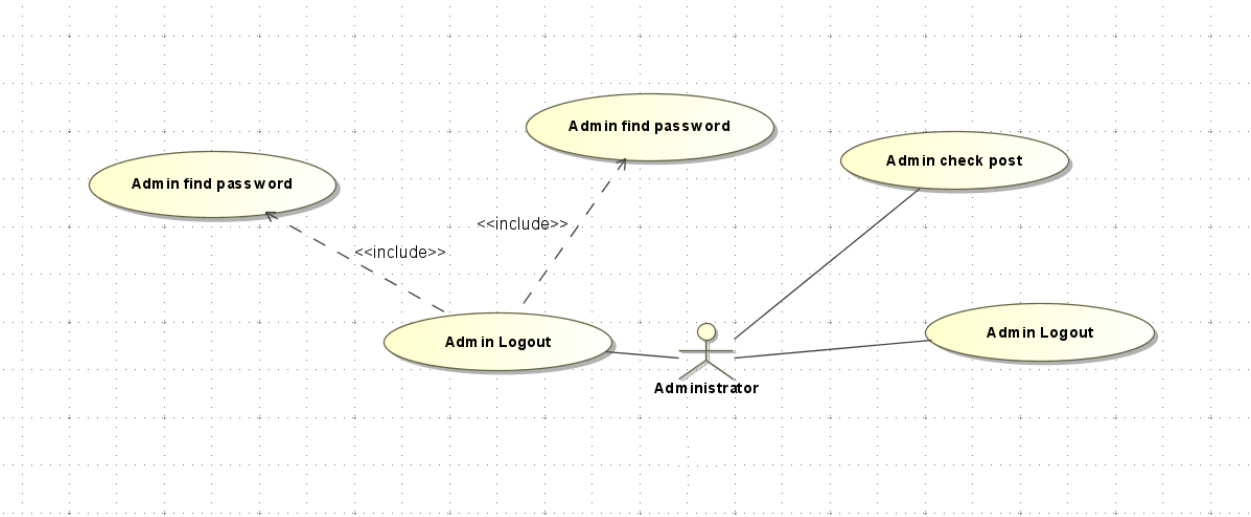 Admin find password
Admin find password
Admin check post
<<include>>
<<include>>
Admin Logout
Admin Logout
Administrator